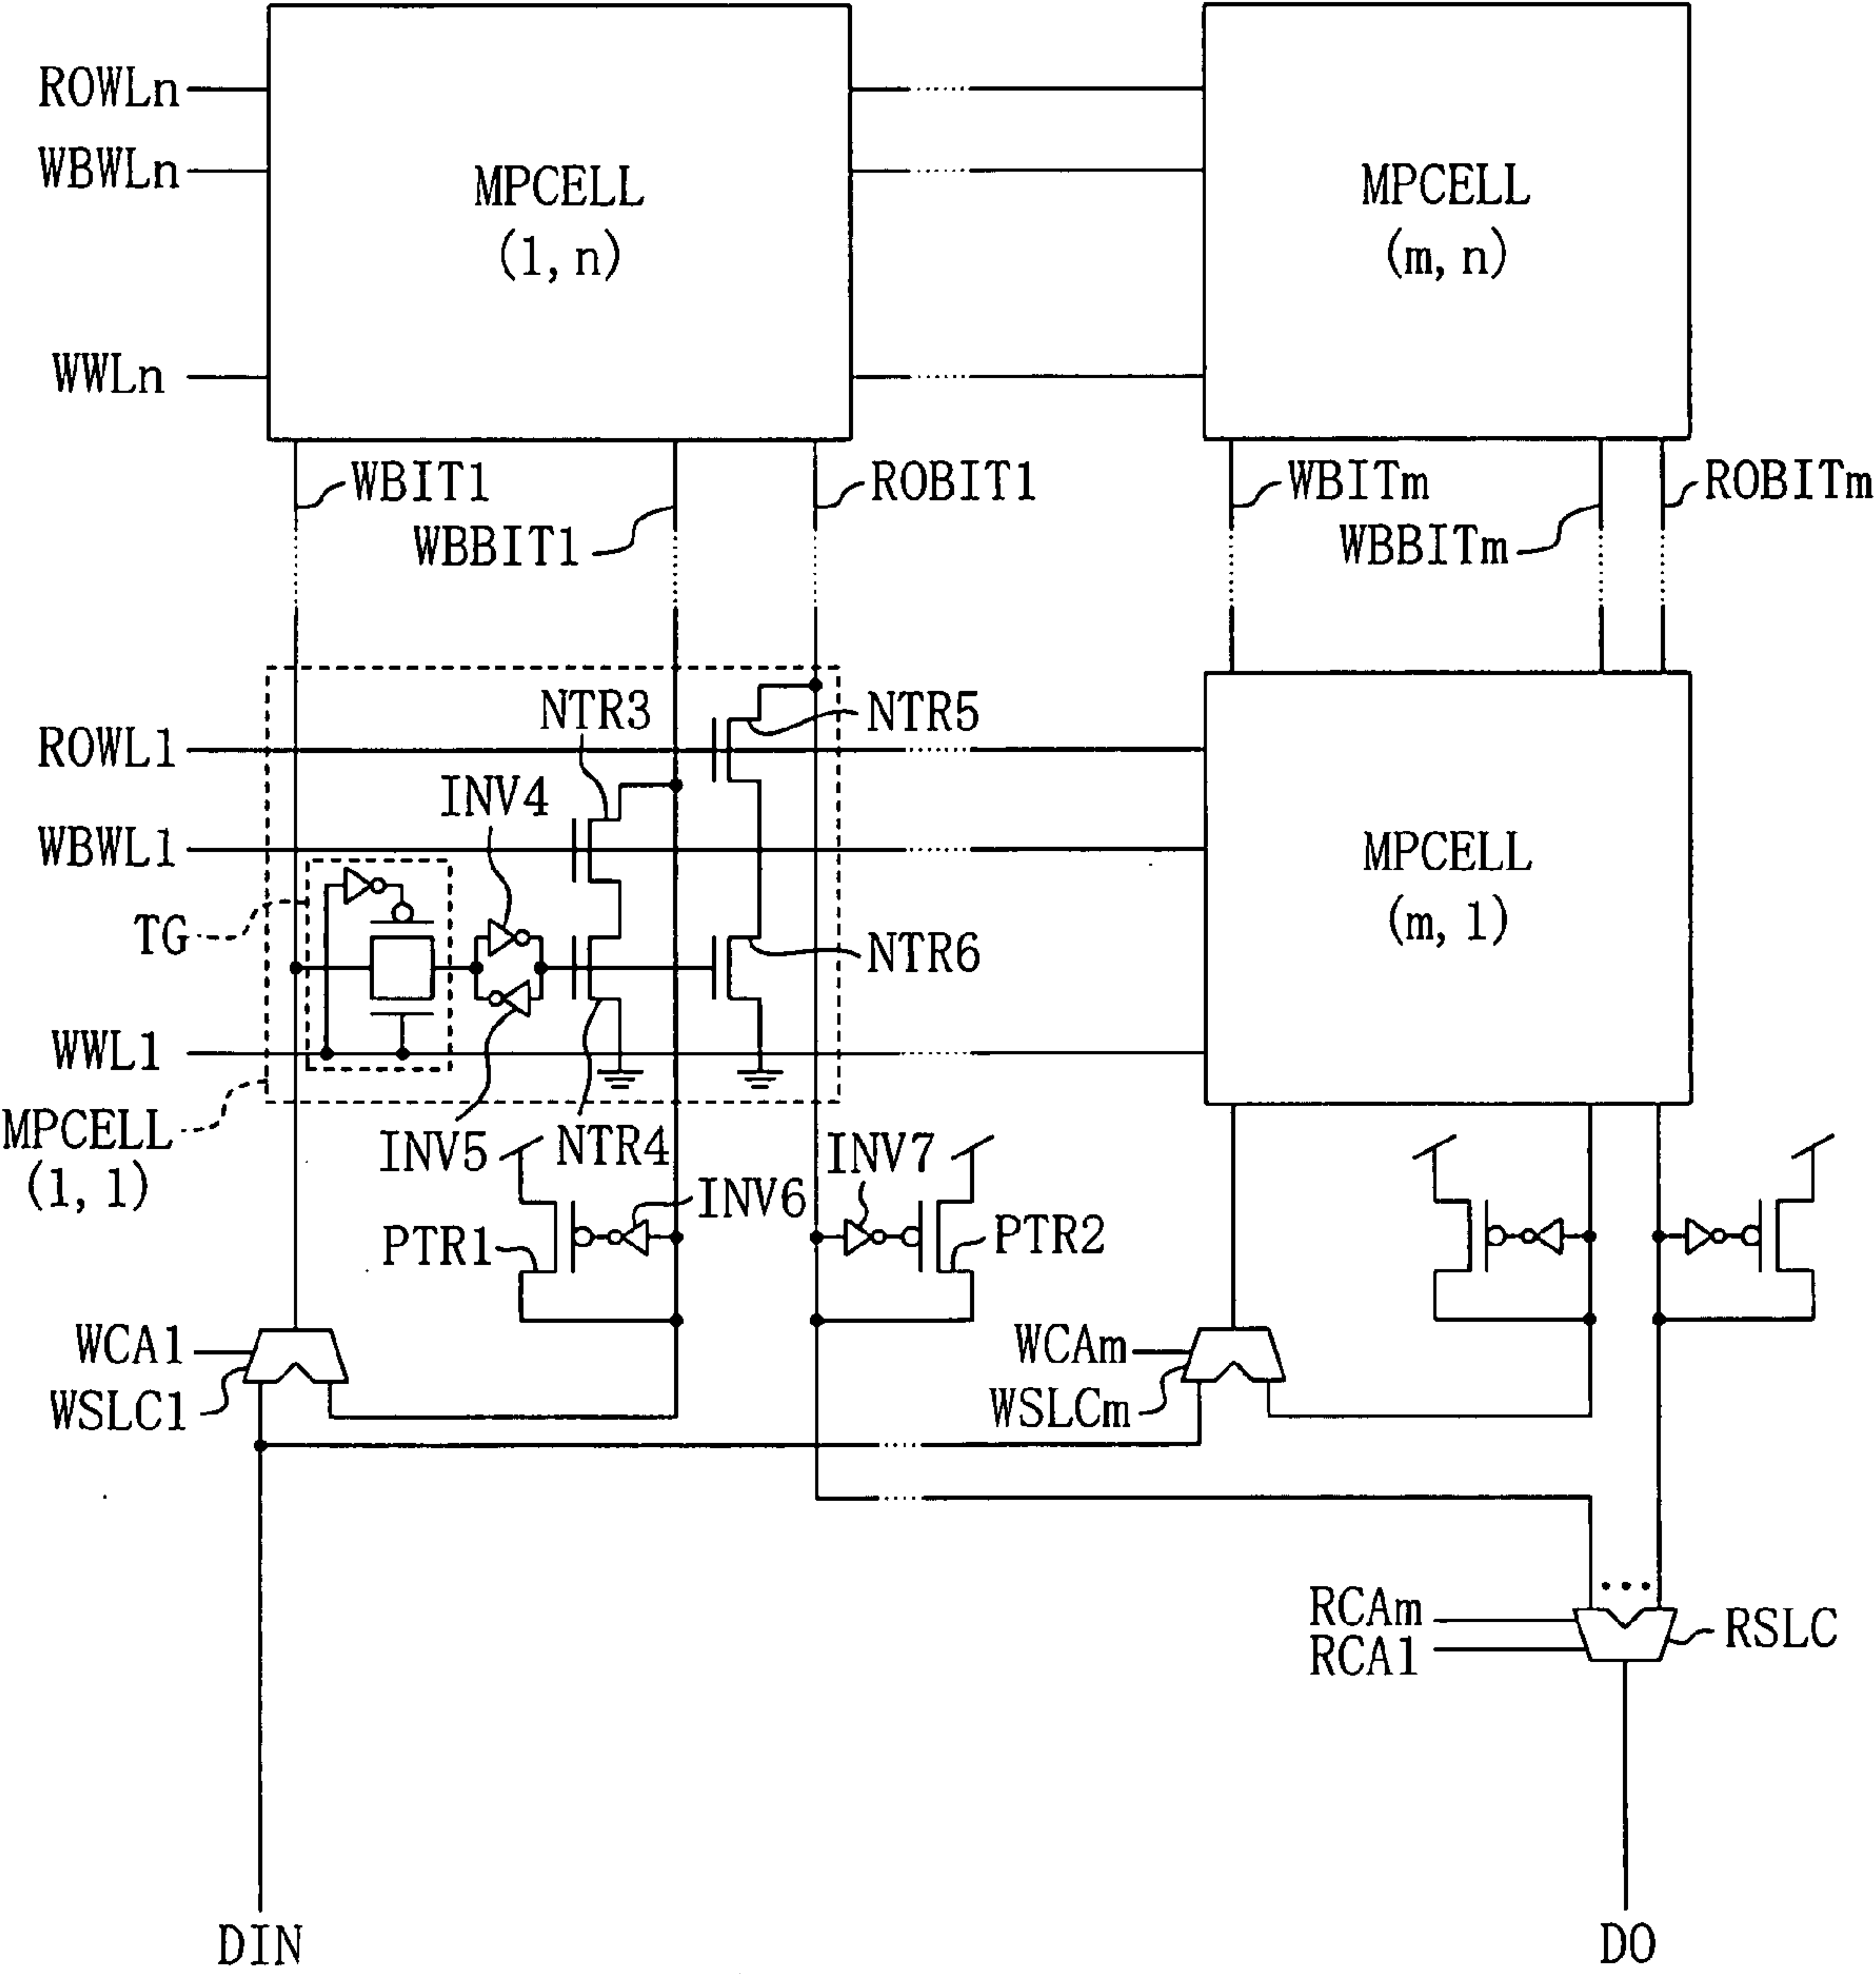 ROWLn
WBWLn
WWLn
MPCELL
(1, n)
MPCELL
(m, n)
WBIT1
WBBIT1
ROBIT1
WBITm
WBBITm
ROBITm
NTR3
NTR5
ROWL1
INV4
WBWL1
MPCELL
(m, 1)
TG
NTR6
WWL1
MPCELL
(1, 1)
INV5
NTR4
INV7
INV6
PTR1
PTR2
WCA1
WSLC1
WCAm
WSLCm
RCAm
RCA1
RSLC
DIN
DO